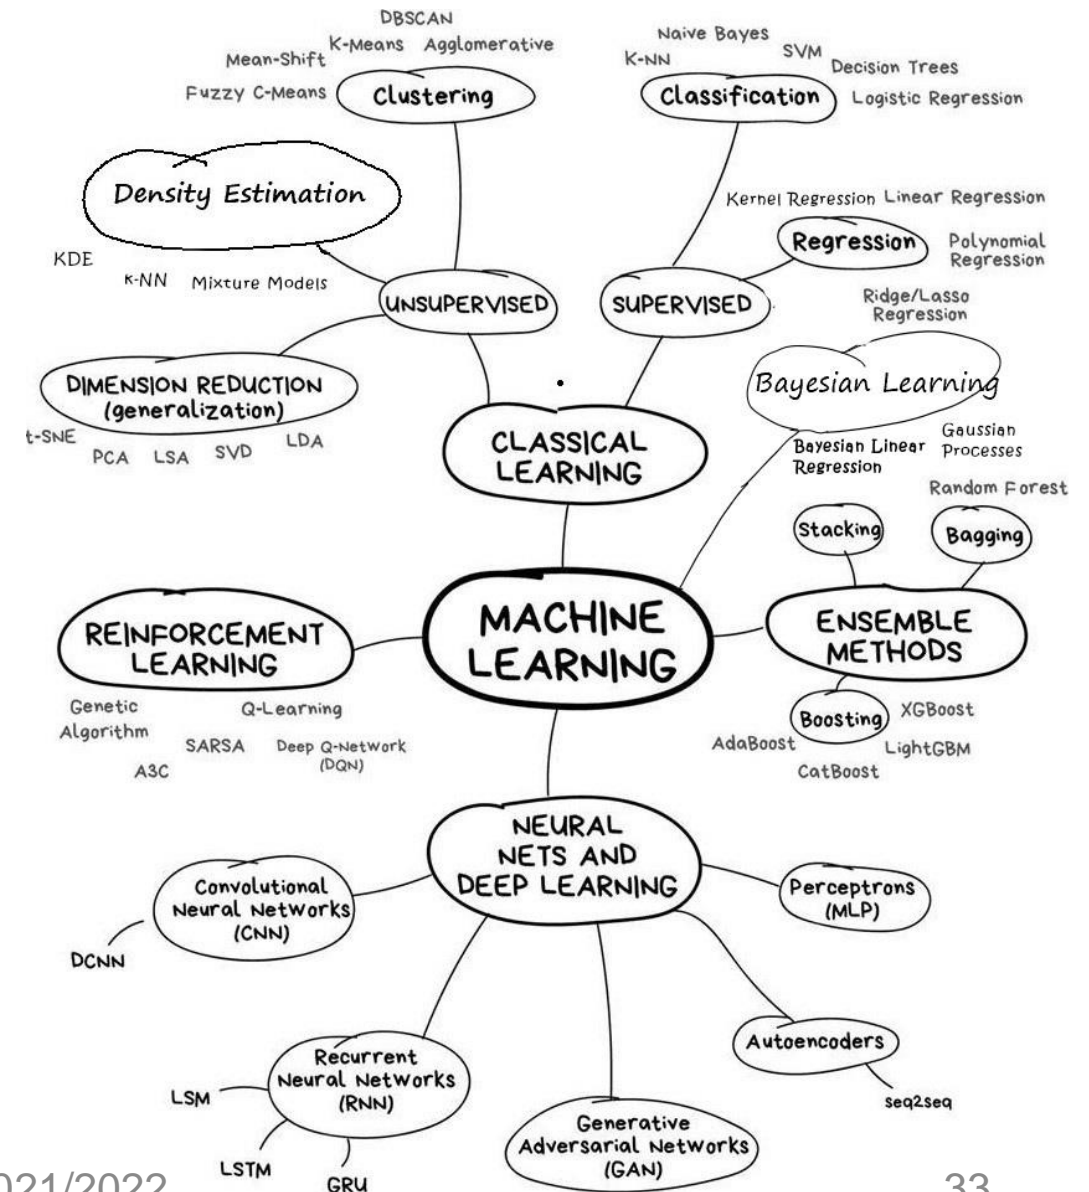 DBSCAN
K-Means Agglomerative
Mean-Shift
Fuzzy C-Means
Clustering
Naive Bayes
K-NN
SVM
Decision Trees
Classification
Logistic Regression
Density Estimation
KDE
K-NN
Mixture Models
Kernel Regression
Linear Regression
Regression
Polynomial
Regression
Ridge/Lasso
Regression
UNSUPERVISED
SUPERVISED
DIMENSION REDUCTION
(generalization)
t-SNE
PCA
LSA
SVD
LDA
Bayesian Learning
Bayesian Linear
Regression
Gaussian
Processes
CLASSICAL
LEARNING
Random Forest
Stacking
Bagging
MACHINE
LEARNING
ENSEMBLE
METHODS
Boosting
XGBoost
AdaBoost
LightGBM
CatBoost
REINFORCEMENT
LEARNING
Genetic
Algorithm
Q-Learning
SARSA
Deep Q-Network
(DQN)
A3C
NEURAL
NETS AND
DEEP LEARNING
Convolutional
Neural Networks
(CNN)
DCNN
Perceptrons
(MLP)
Recurrent
Neural Networks
(RNN)
LSM
LSTM
GRU
Autoencoders
seq2seq
Generative
Adversarial Networks
(GAN)
021/2022
33